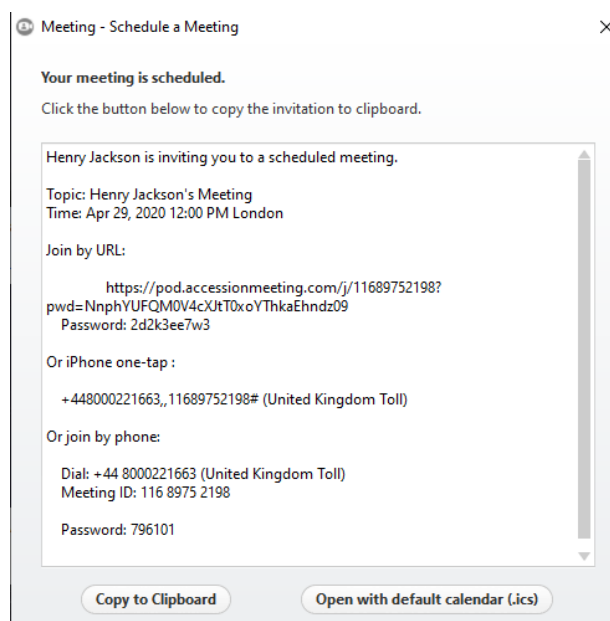 Meeting - Schedule a Meeting
Your meeting is scheduled.
Click the button below to copy the invitation to clipboard.
Henry Jackson is inviting you to a scheduled meeting.
Topic: Henry Jackson's Meeting
Time: Apr 29, 2020 12:00 PM London
Join by URL:
https://pod.accessionmeeting.com/j/11689752198?
pwd=NnphYUFQM0V4cXJtT0xoYThkaEhndz09
Password: 2d2k3ee7w3
Or iPhone one-tap :
+448000221663,,11689752198# (United Kingdom Toll)
Or join by phone:
Dial: +44 8000221663 (United Kingdom Toll)
Meeting ID: 116 8975 2198
Password: 796101
Copy to Clipboard
Open with default calendar (.ics)